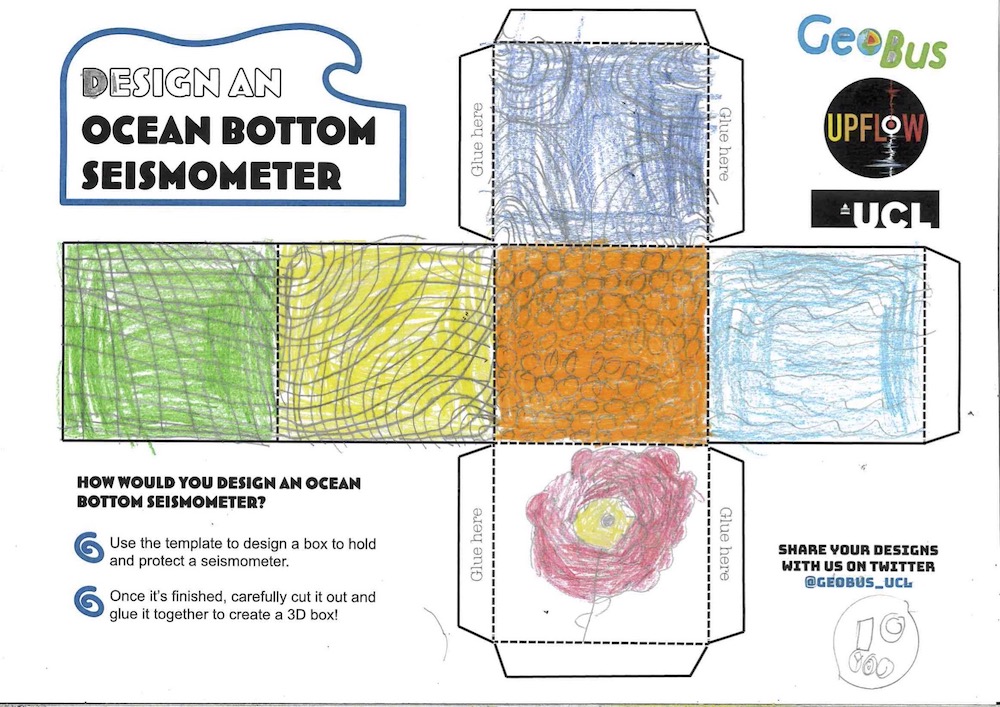 DESIGN AN
OCEAN BOTTOM
SEISMOMETER
GeoBus
UPFLOW
UCL
Glue here
Glue here
HOW WOULD YOU DESIGN AN OCEAN
BOTTOM SEISMOMETER?
Use the template to design a box to hold
and protect a seismometer.
Once it's finished, carefully cut it out and
glue it together to create a 3D box!
Glue here
Glue here
SHARE YOUR DESIGNS
WITH US ON TWITTER
@GEOBUS_UCL